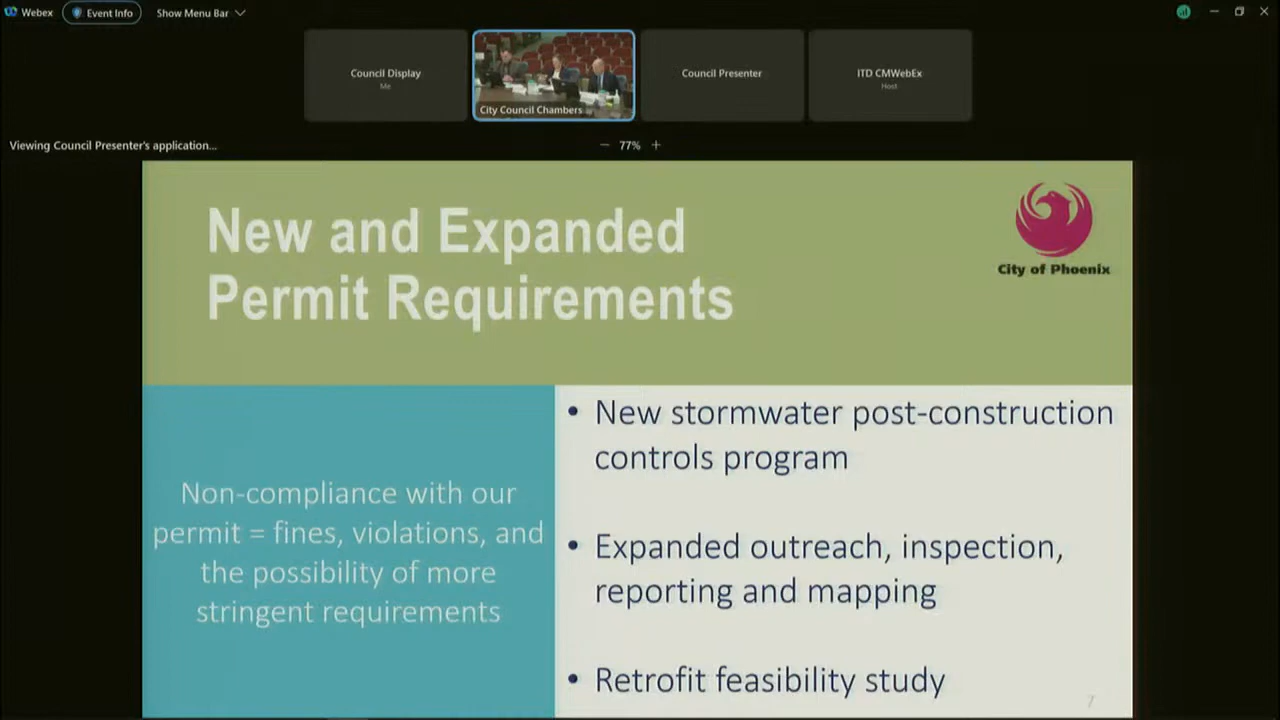 Webex
Event Info
Show Menu Bar
Council Display
Me
City Council Chambers
Council Presenter
ITD CMWebEx
Host
Viewing Council Presenter's application...
77%
New and Expanded
Permit Requirements
City of Phoenix
Non-compliance with our
permit = fines, violations, and
the possibility of more
stringent requirements
• New stormwater post-construction
controls program
• Expanded outreach, inspection,
reporting and mapping
• Retrofit feasibility study
7